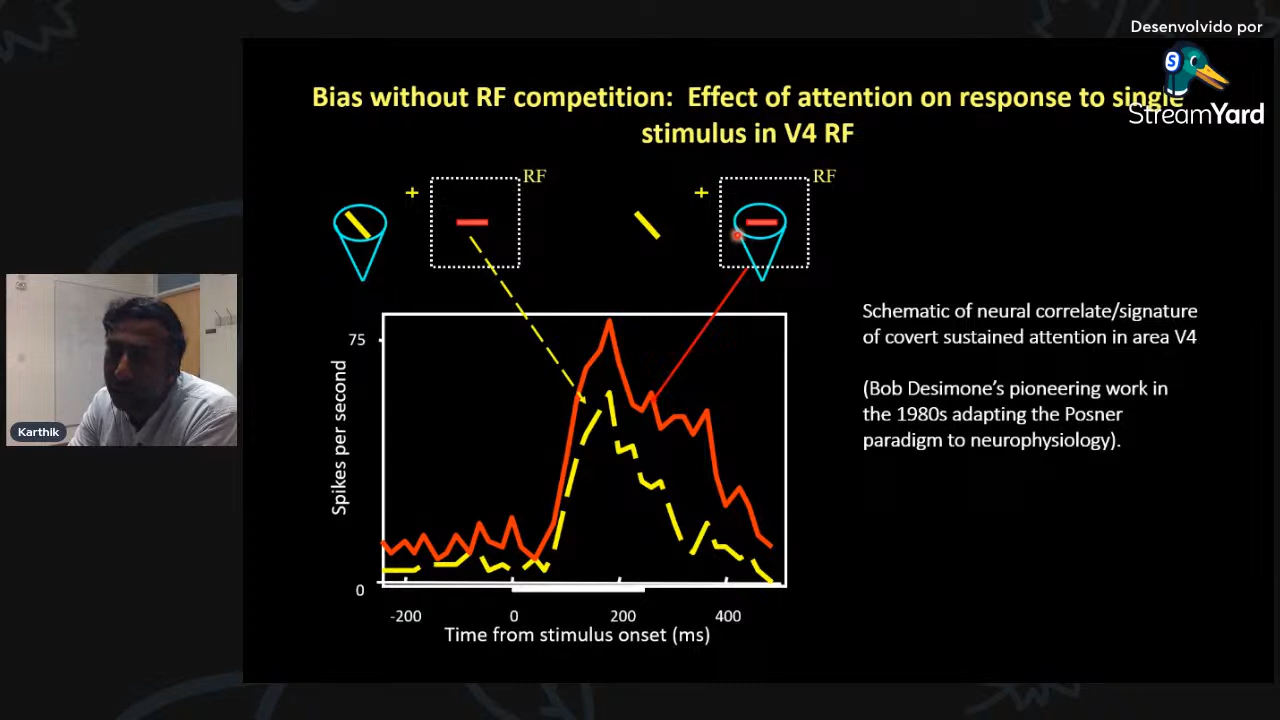 Desenvolvido por
S
StreamYard
Bias without RF competition: Effect of attention on response to single
stimulus in V4 RF
+
RF
+
RF
75
Spikes per second
0
-200
0
200
400
Time from stimulus onset (ms)
Schematic of neural correlate/signature
of covert sustained attention in area V4
(Bob Desimone’s pioneering work in
the 1980s adapting the Posner
paradigm to neurophysiology).
Karthik